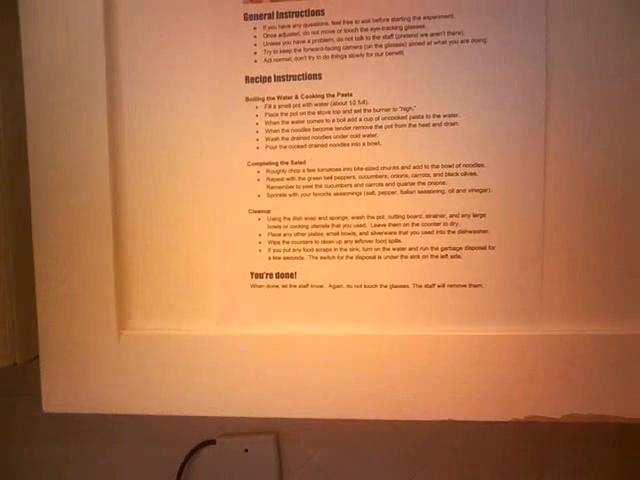 General Instructions
• If you have any questions, feel free to ask before starting the experiment.
• Once adjusted, do not move or touch the eye-tracking glasses.
• Unless you have a problem, do not talk to the staff (pretend we aren't there).
• Try to keep the forward-facing camera (on the glasses) aimed at what you are doing.
• Act normal; don't try to do things slowly for our benefit.
Recipe Instructions
Boiling the Water & Cooking the Pasta
• Fill a small pot with water (about 1/2 full).
• Place the pot on the stove top and set the burner to "high."
• When the water comes to a boil add a cup of uncooked pasta to the water.
• When the noodles become tender remove the pot from the heat and drain.
• Wash the drained noodles under cold water.
• Pour the cooked drained noodles into a bowl.
Completing the Salad
• Roughly chop a few tomatoes into bite-sized chunks and add to the bowl of noodles.
• Repeat with the green bell peppers, cucumbers, onions, carrots, and black olives.
Remember to peel the cucumbers and carrots and quarter the onions.
• Sprinkle with your favorite seasonings (salt, pepper, Italian seasoning, oil and vinegar).
Cleanup
• Using the dish soap and sponge, wash the pot, cutting board, strainer, and any large
bowls or cooking utensils that you used. Leave them on the counter to dry.
• Place any other plates, small bowls, and silverware that you used into the dishwasher.
• Wipe the counters to clean up any leftover food spills.
• If you put any food scraps in the sink, turn on the water and run the garbage disposal for
a few seconds. The switch for the disposal is under the sink on the left side.
You're done!
When done, let the staff know. Again, do not touch the glasses. The staff will remove them.